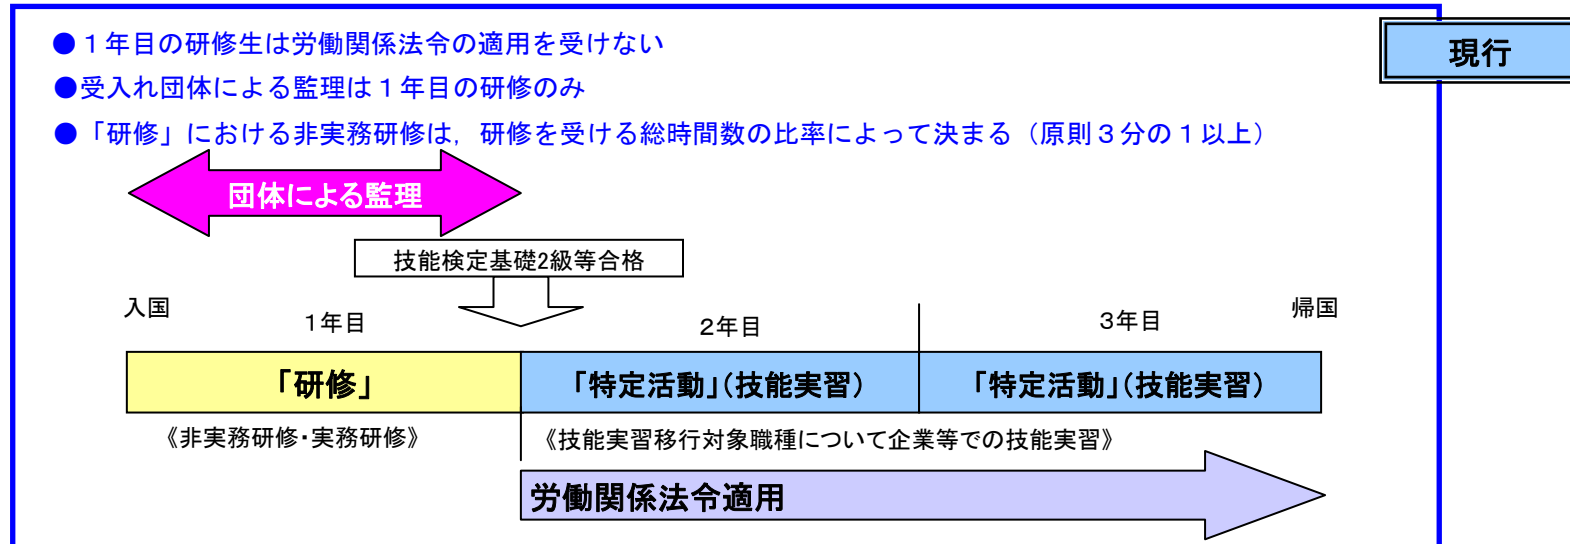 ●１年目の研修生は労働関係法令の適用を受けない
現行
●受入れ団体による監理は１年目の研修のみ
●「研修」における非実務研修は，研修を受ける総時間数の比率によって決まる（原則３分の１以上）
団体による監理
技能検定基礎2級等合格
入国
1年目
2年目
3年目
帰国
「研修」
「特定活動」(技能実習)
「特定活動」(技能実習)
《非実務研修・実務研修》
《技能実習移行対象職種について企業等での技能実習》
労働関係法令適用